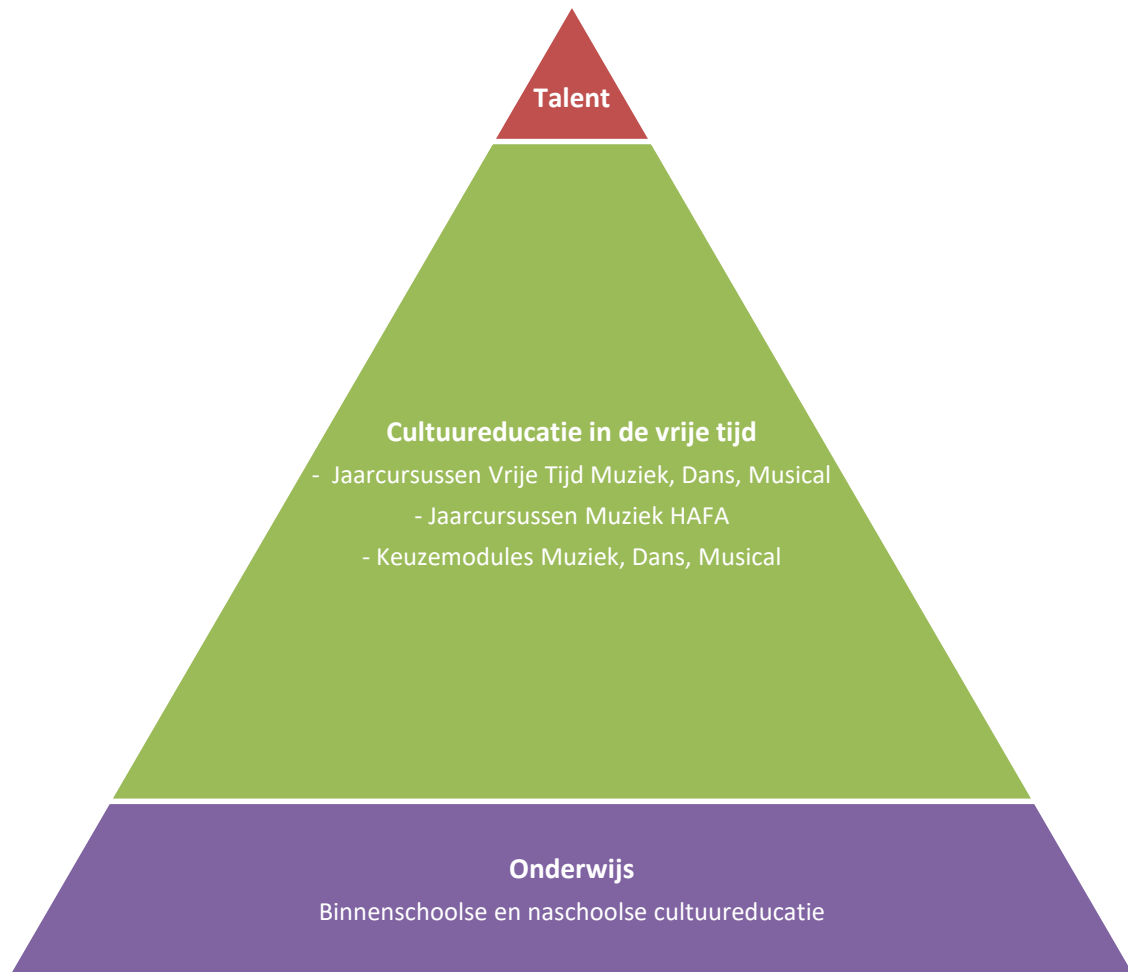 Talent
Cultuureducatie in de vrije tijd
- Jaarcursussen Vrije Tijd Muziek, Dans, Musical
- Jaarcursussen Muziek HAFA
- Keuzemodules Muziek, Dans, Musical
Onderwijs
Binnenschoolse en naschoolse cultuureducatie